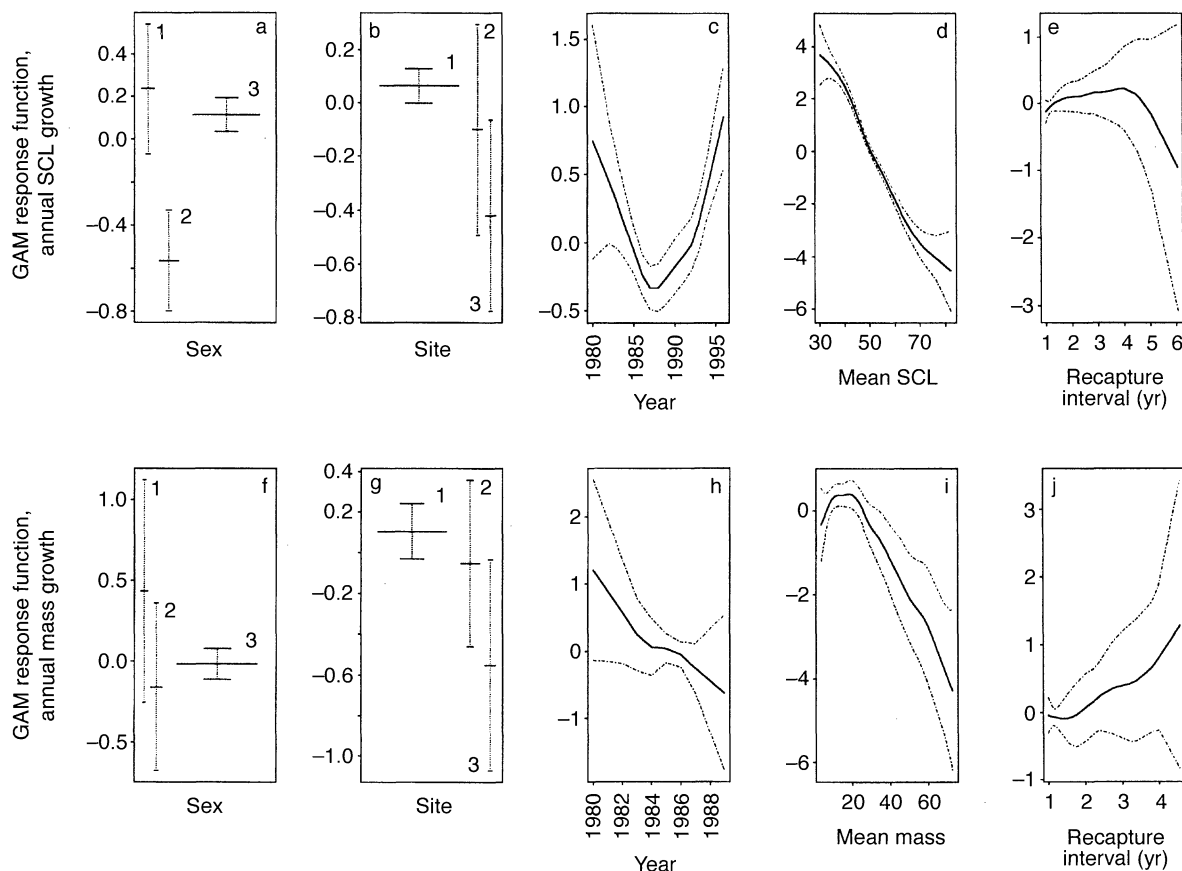 GAM response function,
annual SCL growth
a
0.4
0.2
0.0
−0.4
−0.8
1
2
3
Sex
b
0.2
0.0
−0.2
−0.4
−0.6
−0.8
1
2
3
Site
c
1.5
1.0
0.5
0.0
−0.5
1980
1985
1990
1995
Year
d
4
2
0
−2
−4
−6
30
50
70
Mean SCL
e
1
0
−1
−2
−3
1 2 3 4 5 6
Recapture
interval (yr)
GAM response function,
annual mass growth
f
1.0
0.5
0.0
−0.5
1
2
3
Sex
g
0.4
0.2
−0.2
−0.6
−1.0
1
2
3
Site
h
2
1
0
−1
1980
1982
1984
1986
1988
Year
i
0
−2
−4
−6
20 40 60
Mean mass
j
3
2
1
0
−1
1 2 3 4
Recapture
interval (yr)